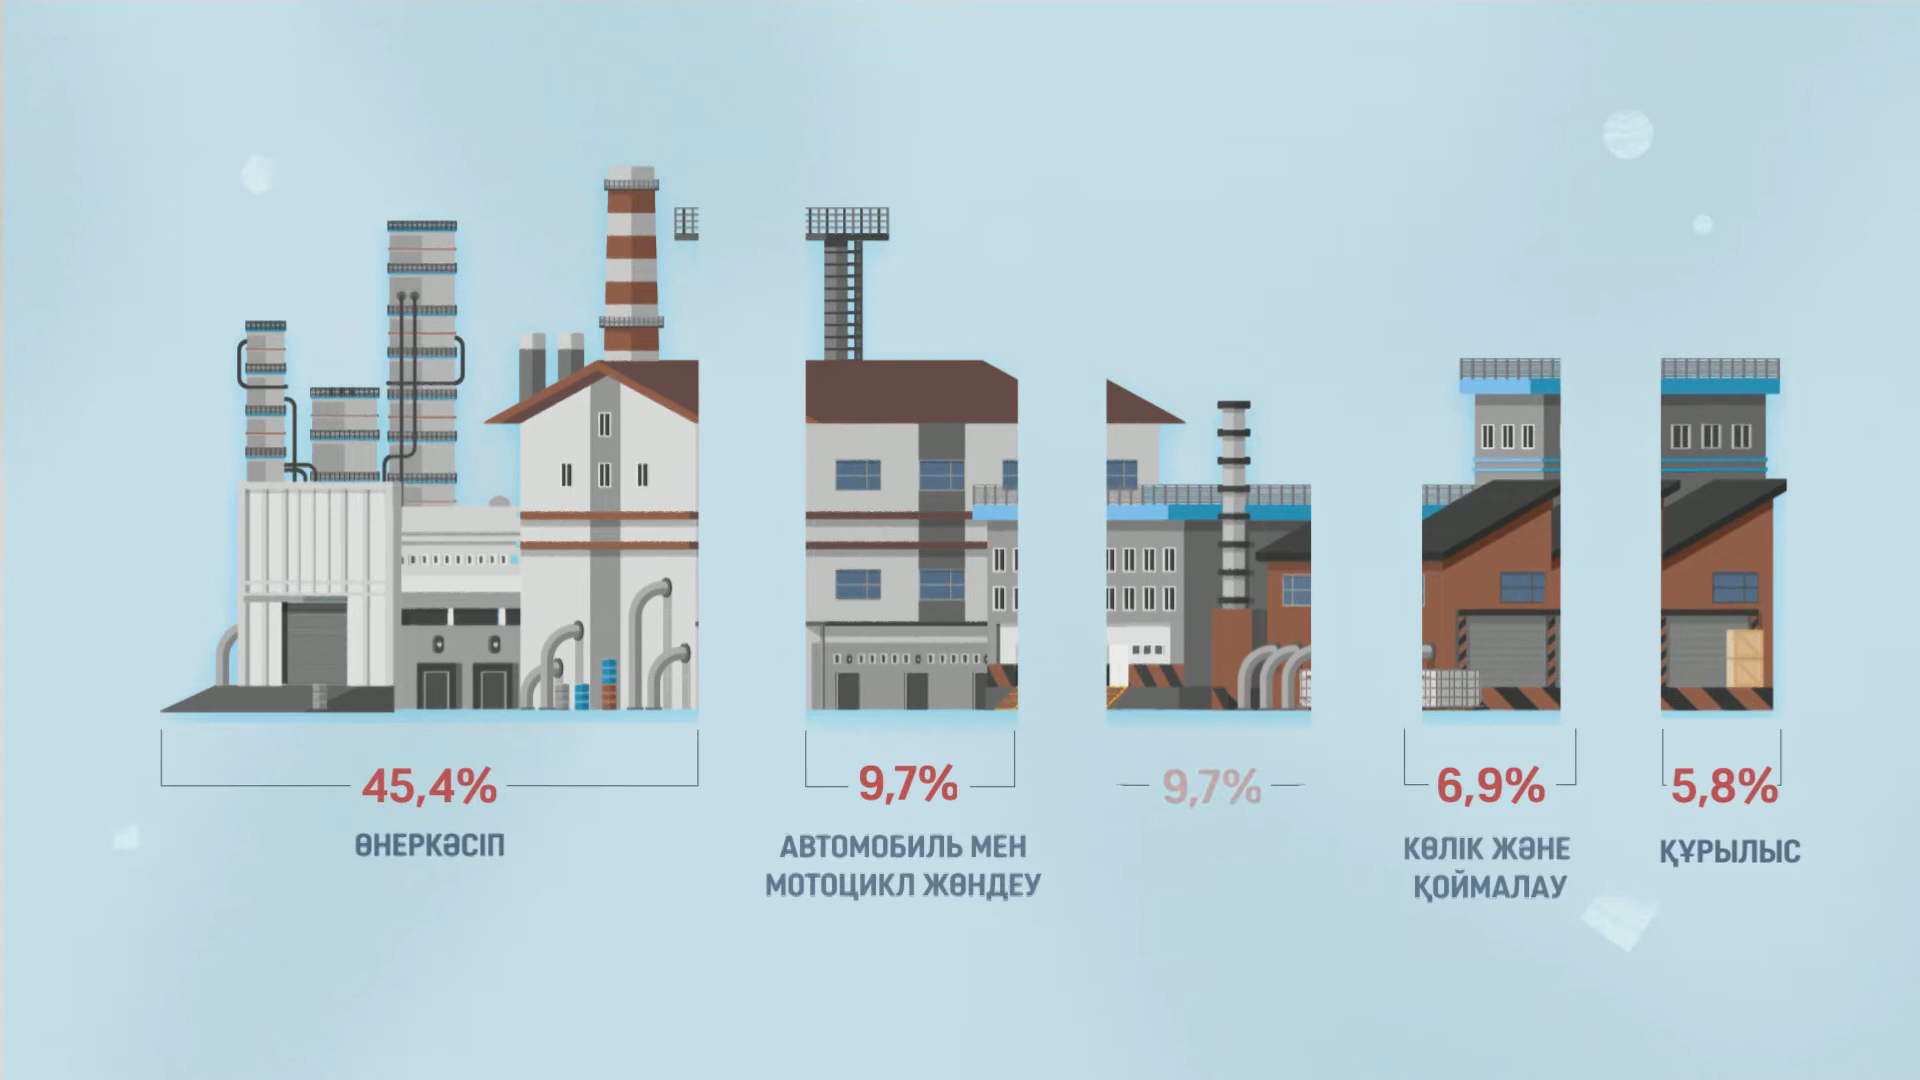 45,4%
ӨНЕРКӘСІП
9,7%
АВТОМОБИЛЬ МЕН
МОТОЦИКЛ ЖӨНДЕУ
9,7%
6,9%
КӨЛІК ЖӘНЕ
ҚОЙМАЛАУ
5,8%
ҚҰРЫЛЫС